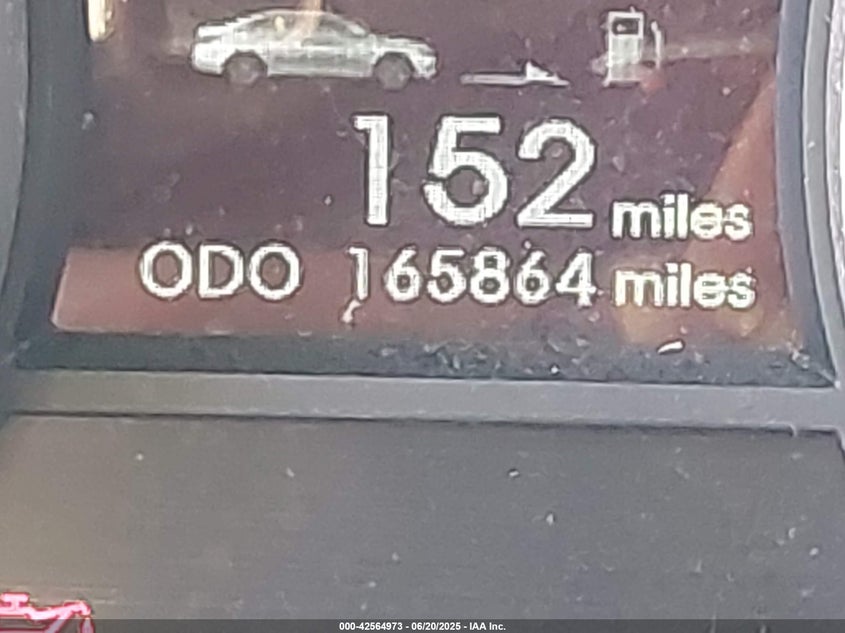 152 miles
ODO 165864 miles
000-42564973 - 06/20/2025 - IAA Inc.